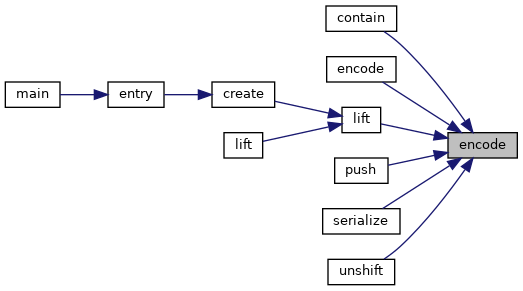 contain
encode
main
entry
create
lift
lift
encode
push
serialize
unshift